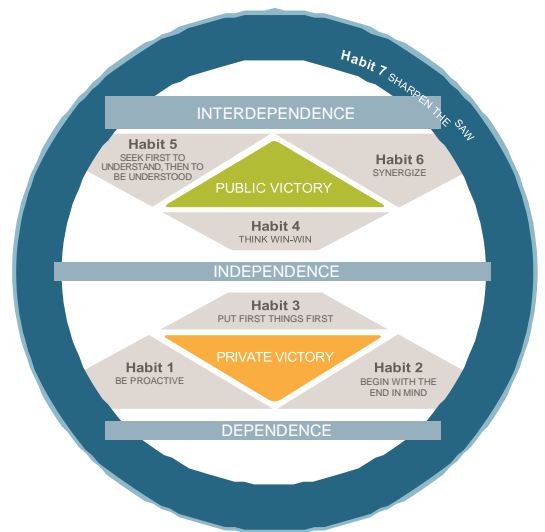 Habit 7 SHARPEN THE SAW
INTERDEPENDENCE
Habit 5
SEEK FIRST TO
UNDERSTAND, THEN TO
BE UNDERSTOOD
Habit 6
SYNERGIZE
PUBLIC VICTORY
Habit 4
THINK WIN-WIN
INDEPENDENCE
Habit 3
PUT FIRST THINGS FIRST
PRIVATE VICTORY
Habit 1
BE PROACTIVE
Habit 2
BEGIN WITH THE
END IN MIND
DEPENDENCE